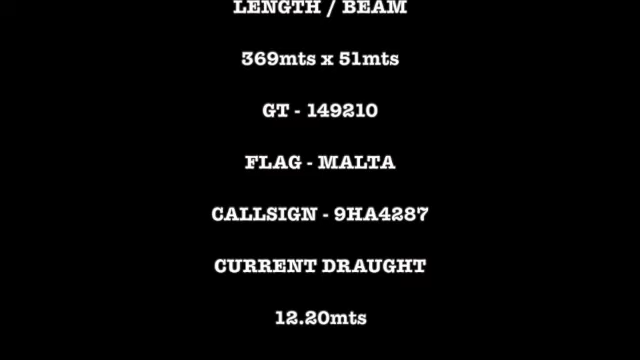 LENGTH / BEAM
369mts x 51mts
GT - 149210
FLAG - MALTA
CALLSIGN - 9HA4287
CURRENT DRAUGHT
12.20mts